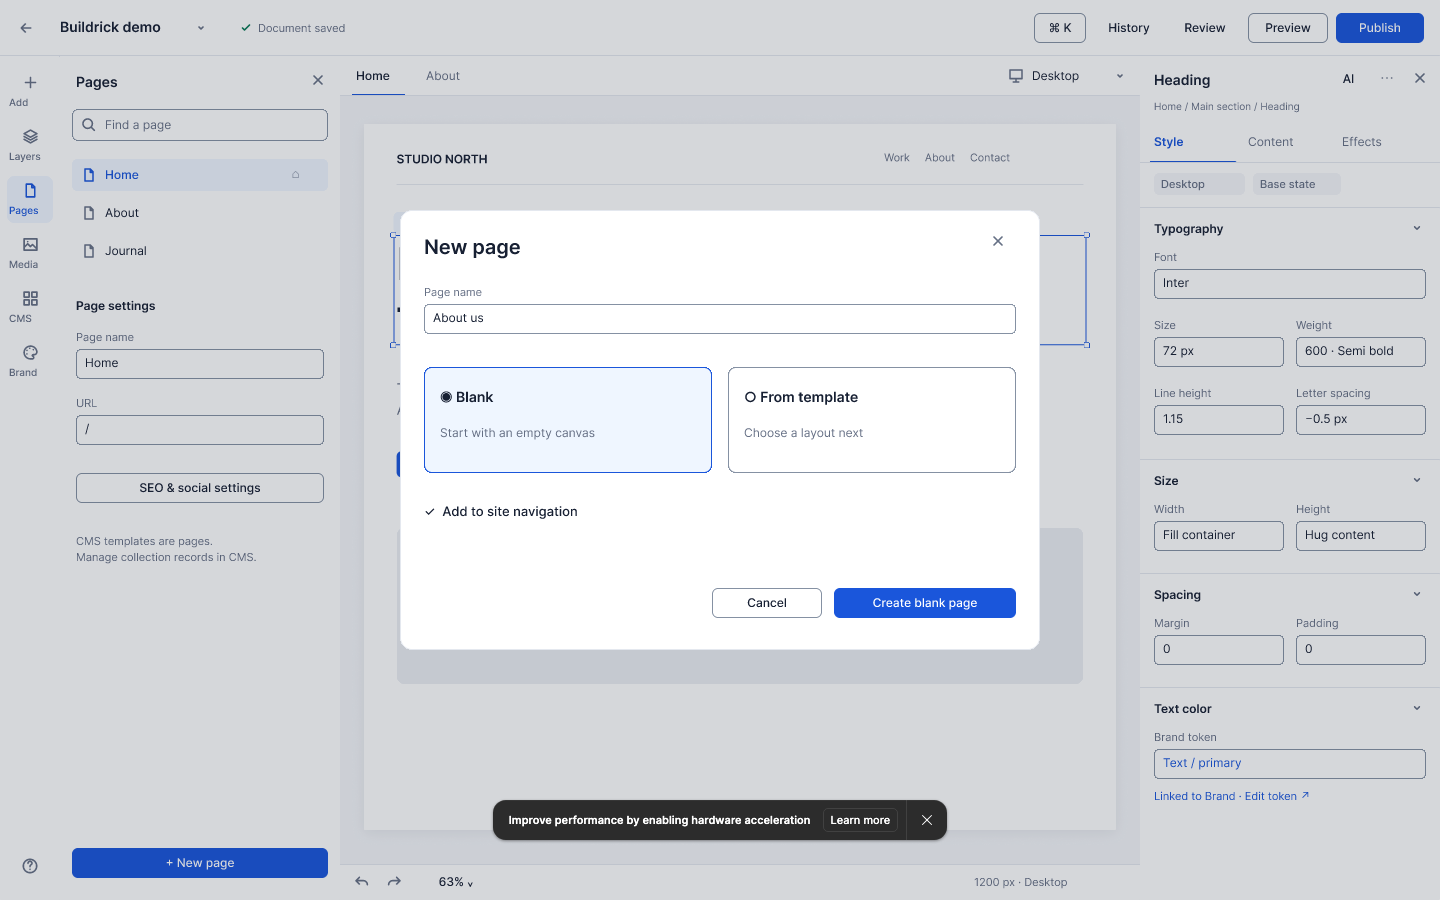 Buildrick demo
Document saved
⌘ K
History
Review
Preview
Publish
Add
Layers
Pages
Media
CMS
Brand
Pages
Find a page
Home
About
Journal
Page settings
Page name
Home
URL
/
SEO & social settings
CMS templates are pages.
Manage collection records in CMS.
+ New page
Home
About
Desktop
STUDIO NORTH
Work
About
Contact
New page
Page name
About us
Blank
Start with an empty canvas
From template
Choose a layout next
Add to site navigation
Cancel
Create blank page
Improve performance by enabling hardware acceleration
Learn more
63%
1200 px · Desktop
Heading
AI
Home / Main section / Heading
Style
Content
Effects
Desktop
Base state
Typography
Font
Inter
Size
Weight
72 px
600 · Semi bold
Line height
Letter spacing
1.15
−0.5 px
Size
Width
Height
Fill container
Hug content
Spacing
Margin
Padding
0
0
Text color
Brand token
Text / primary
Linked to Brand · Edit token ↗